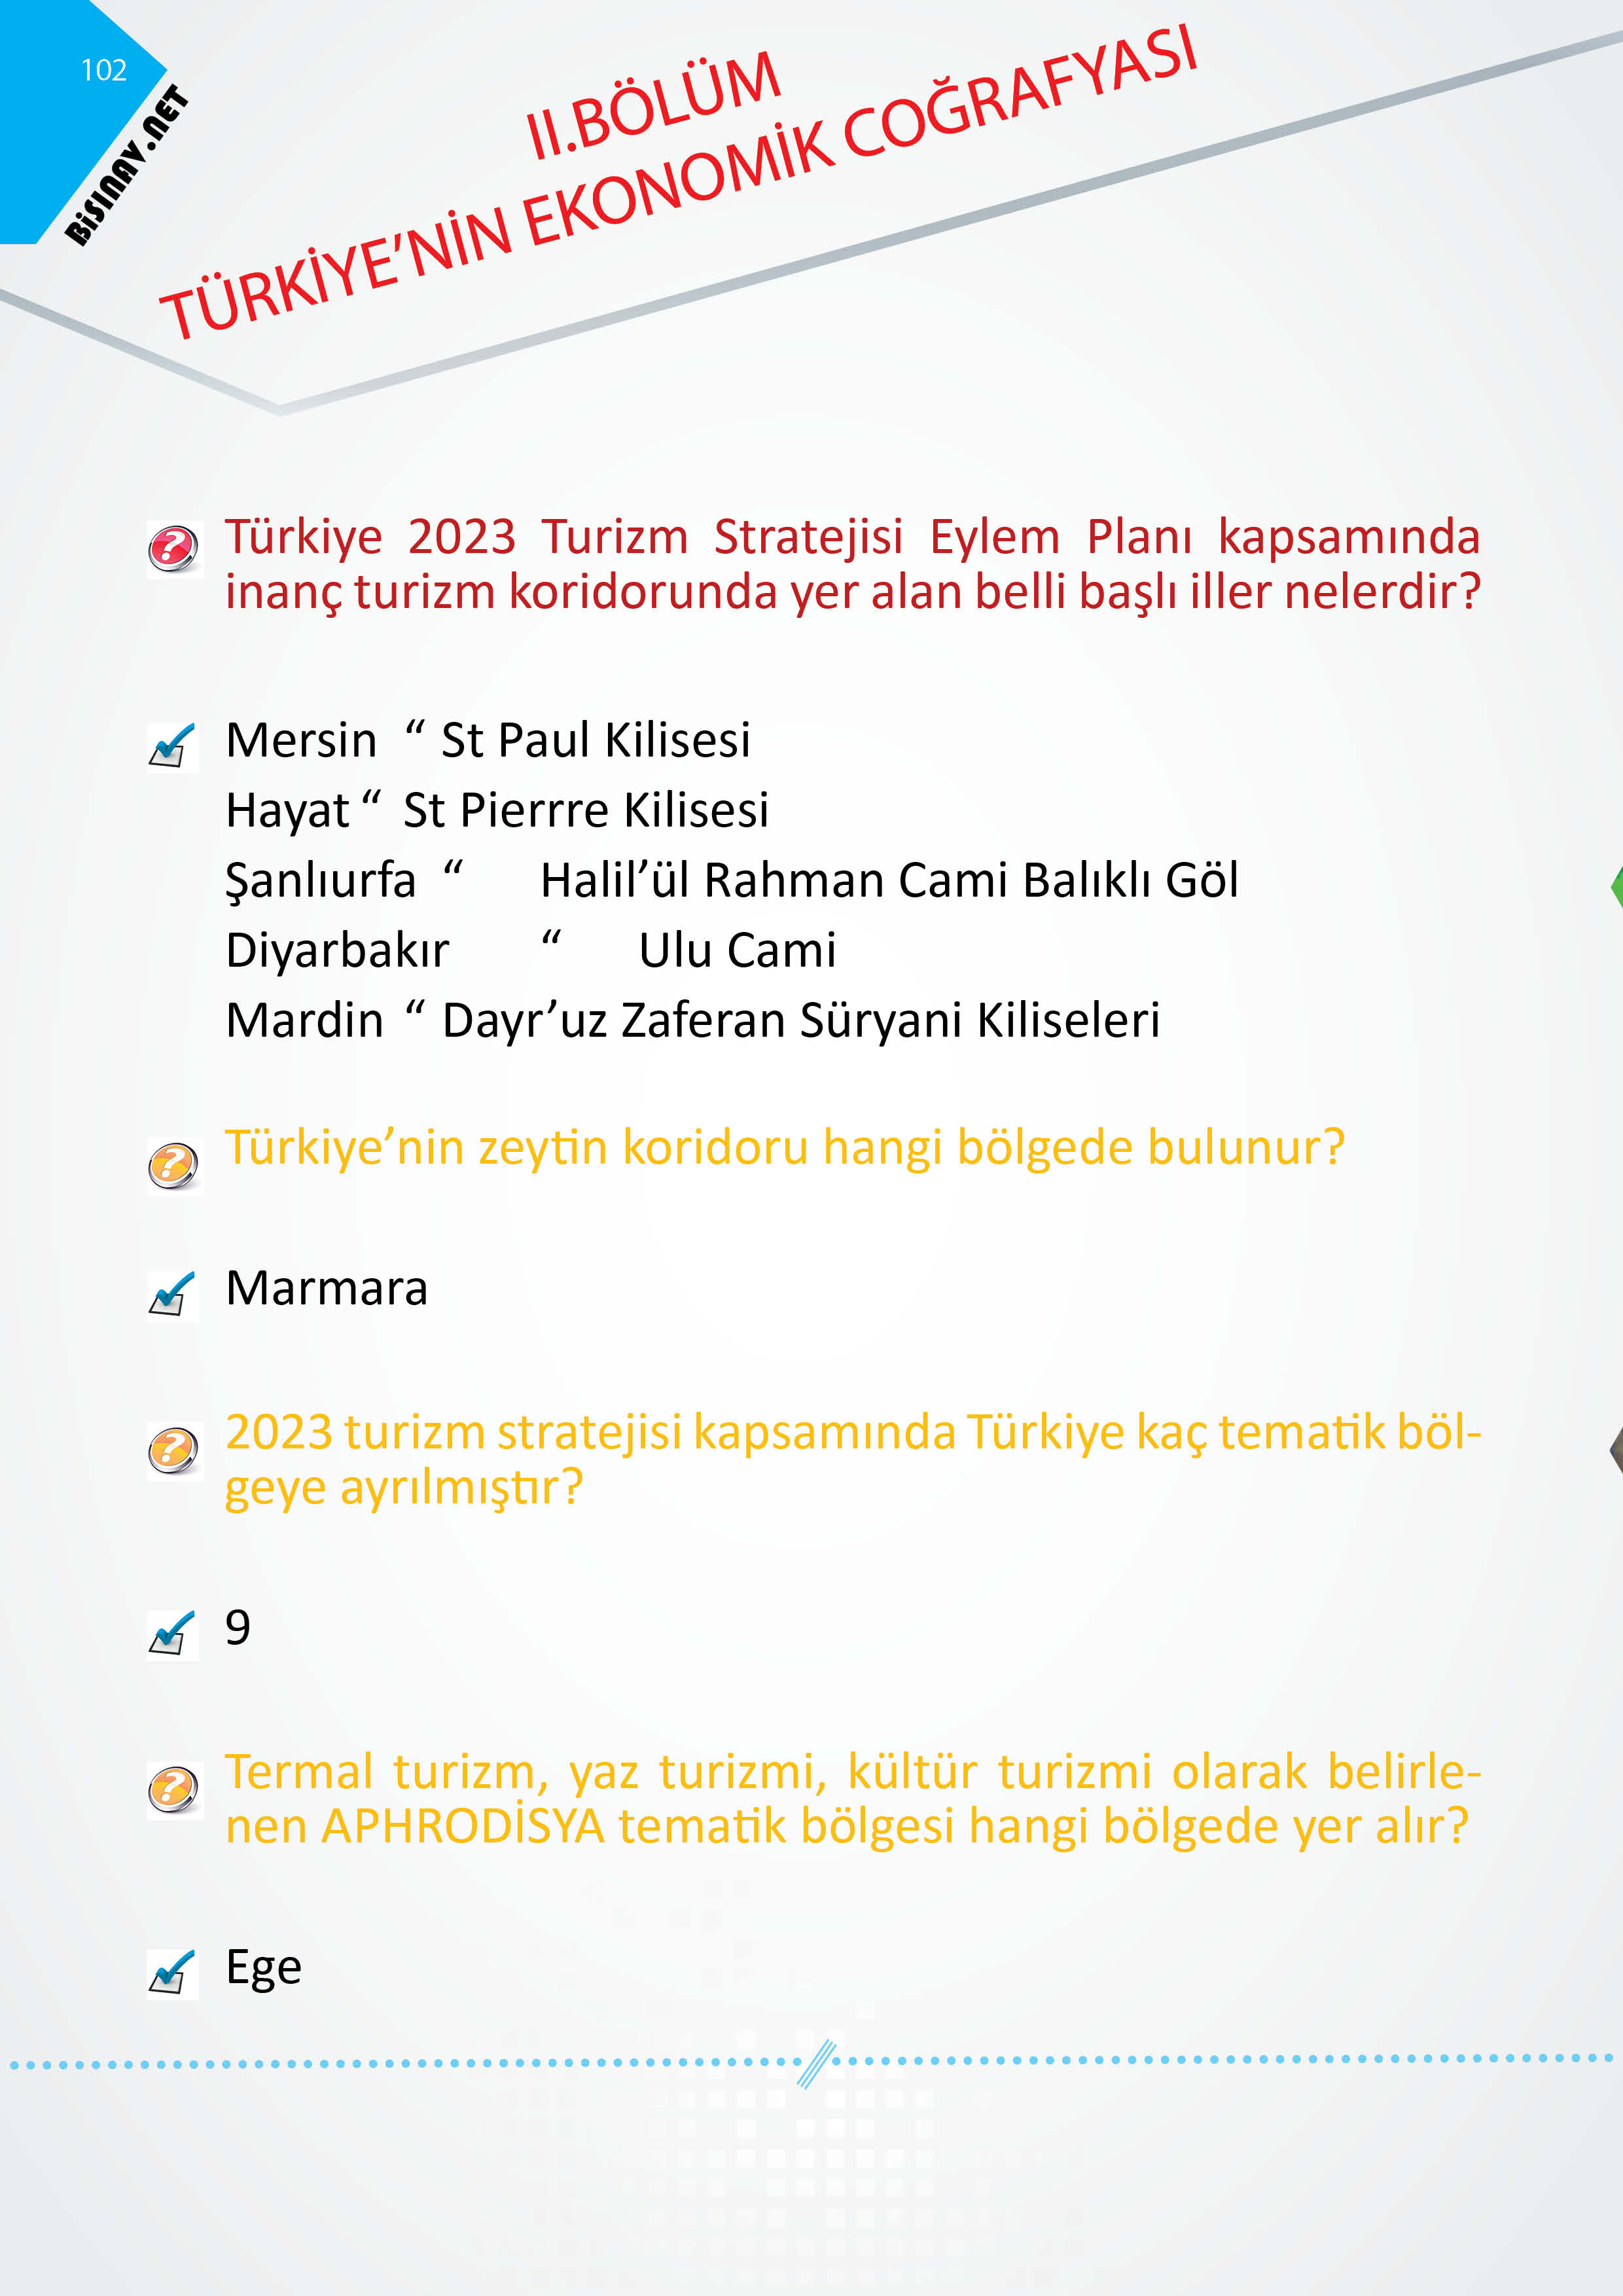 102
BiSINAV.NET
II.BÖLÜM
TÜRKİYE’NİN EKONOMİK COĞRAFYASI
Türkiye 2023 Turizm Stratejisi Eylem Planı kapsamında
inanç turizm koridorunda yer alan belli başlı iller nelerdir?
Mersin “ St Paul Kilisesi
Hayat “ St Pierrre Kilisesi
Şanlıurfa “ Halil’ül Rahman Cami Balıklı Göl
Diyarbakır “ Ulu Cami
Mardin “ Dayr’uz Zaferan Süryani Kiliseleri
Türkiye’nin zeytin koridoru hangi bölgede bulunur?
Marmara
2023 turizm stratejisi kapsamında Türkiye kaç tematik böl-
geye ayrılmıştır?
9
Termal turizm, yaz turizmi, kültür turizmi olarak belirle-
nen APHRODİSYA tematik bölgesi hangi bölgede yer alır?
Ege